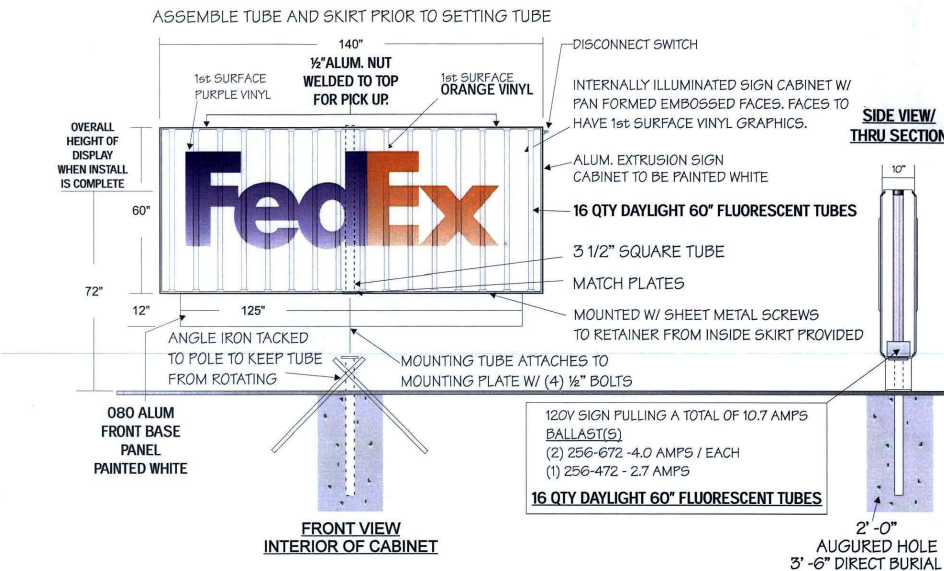 ASSEMBLE TUBE AND SKIRT PRIOR TO SETTING TUBE
140"
½"ALUM. NUT
WELDED TO TOP
FOR PICK UP.
1st SURFACE
PURPLE VINYL
1st SURFACE
ORANGE VINYL
DISCONNECT SWITCH
INTERNALLY ILLUMINATED SIGN CABINET W/
PAN FORMED EMBOSSED FACES. FACES TO
HAVE 1st SURFACE VINYL GRAPHICS.
SIDE VIEW/
THRU SECTION
OVERALL
HEIGHT OF
DISPLAY
WHEN INSTALL
IS COMPLETE
FedEx
ALUM. EXTRUSION SIGN
CABINET TO BE PAINTED WHITE
10"
60"
16 QTY DAYLIGHT 60" FLUORESCENT TUBES
3 1/2" SQUARE TUBE
MATCH PLATES
72"
12"
125"
MOUNTED W/ SHEET METAL SCREWS
TO RETAINER FROM INSIDE SKIRT PROVIDED
ANGLE IRON TACKED
TO POLE TO KEEP TUBE
FROM ROTATING
MOUNTING TUBE ATTACHES TO
MOUNTING PLATE W/ (4) ½" BOLTS
080 ALUM
FRONT BASE
PANEL
PAINTED WHITE
120V SIGN PULLING A TOTAL OF 10.7 AMPS
BALLAST(S)
(2) 256-672 -4.0 AMPS / EACH
(1) 256-472 - 2.7 AMPS
16 QTY DAYLIGHT 60" FLUORESCENT TUBES
FRONT VIEW
INTERIOR OF CABINET
2' -0"
AUGURED HOLE
3' -6" DIRECT BURIAL